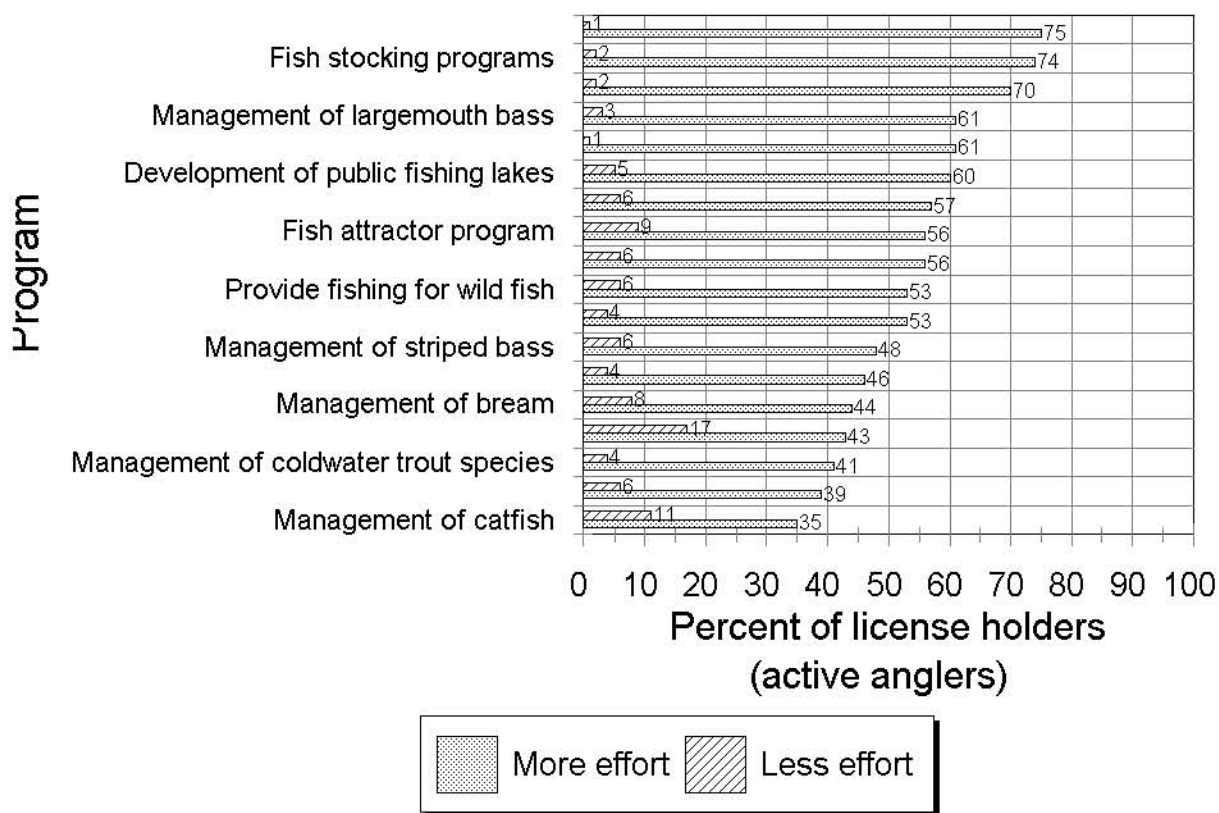 Program
1
75
Fish stocking programs
2
74
2
70
Management of largemouth bass
3
61
1
61
Development of public fishing lakes
5
60
6
57
Fish attractor program
9
56
6
56
Provide fishing for wild fish
6
53
4
53
Management of striped bass
6
48
4
46
Management of bream
8
44
17
43
Management of coldwater trout species
4
41
6
39
Management of catfish
11
35
0 10 20 30 40 50 60 70 80 90 100
Percent of license holders
(active anglers)
More effort Less effort